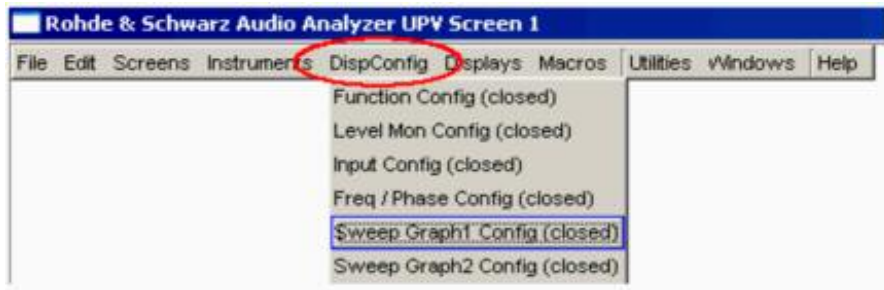 Rohde & Schwarz Audio Analyzer UPV Screen 1
File Edit Screens Instruments DispConfig Displays Macros Utilities Windows Help
Function Config (closed)
Level Mon Config (closed)
Input Config (closed)
Freq / Phase Config (closed)
Sweep Graph1 Config (closed)
Sweep Graph2 Config (closed)